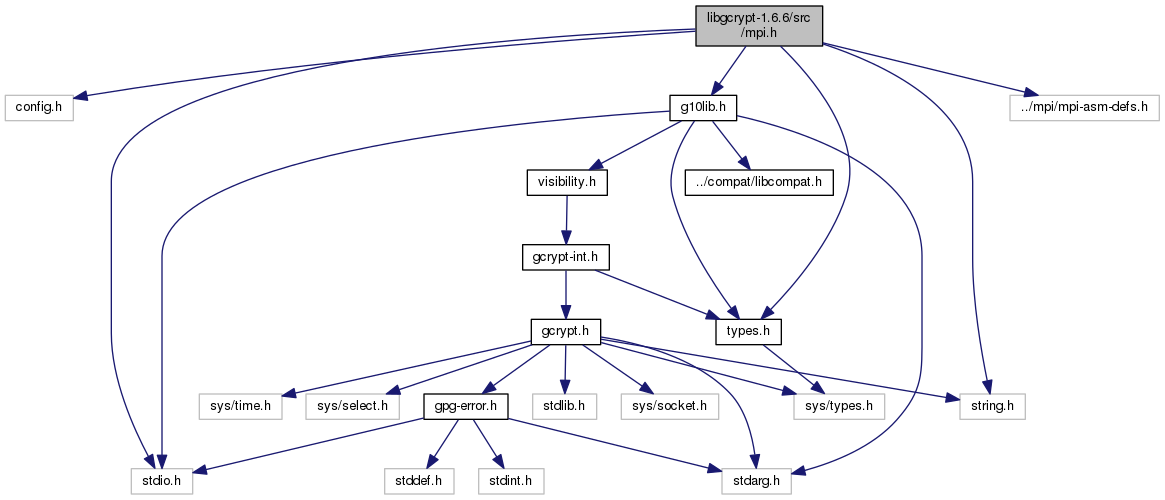 libgcrypt-1.6.6/src
/mpi.h
config.h
g10lib.h
../mpi/mpi-asm-defs.h
visibility.h
../compat/libcompat.h
gcrypt-int.h
gcrypt.h
types.h
sys/time.h
sys/select.h
gpg-error.h
stdlib.h
sys/socket.h
sys/types.h
string.h
stdio.h
stddef.h
stdint.h
stdarg.h